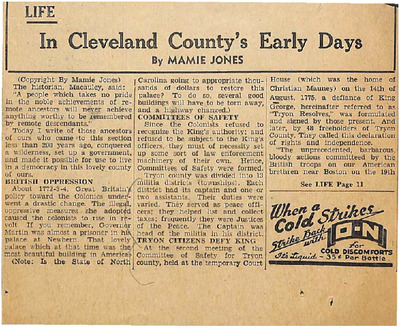 LIFE
In Cleveland County's Early Days
By MAMIE JONES
(Copyright By Mamie Jones)
The historian, Macauley, said:
"A people which takes no pride
in the noble achievements of re-
mote ancestors will never achieve
anything worthy to be remembered
by remote descendants."
Today I write of those ancestors
of ours who came to this section
less than 200 years ago, conquered
a wilderness, set up a government,
and made it possible for use to live
in a democracy in this lovely county
of ours.
BRITISH OPPRESSION
About 1772-3-4, Great Britain's
policy toward the Colonies under-
went a drastic change. The illegal,
oppressive measures she adopted
caused the colonists to rise in re-
volt. If you remember, Governor
Martin was almost a prisoner in his
palace at Newbern. That lovely
palace which at that time was the
most beautiful building in America
(Note: Is the State of North
Carolina going to appropriate thou-
sands of dollars to restore this
palace? To do so, several good
buildings will have to be torn away,
and a highway changed.)
COMMITTEES OF SAFETY
Since the Colonists refused to
recognize the King's authority; and
refused to be subject to the King's
officers, they must of necessity set
up some sort of law enforcement
machinery of their own. Hence,
Committees of Safety were formed.
Tryon county was divided into 13
militia districts (townships). Each
district had its captain and one or
two assistants. Their duties were
varied. They served as police offi-
cers; they helped list and collect
taxes; frequently they were Justices
of the Peace. The Captain was
head of the militia in his district.
TRYON CITIZENS DEFY KING
At the second meeting of the
Committee of Safety for Tryon
county, held at the temporary Court
House (which was the home of
Christian Mauney) on the 14th of
August, 1775, a defiance of King
George, hereinafter referred to as
"Tryon Resolves," was formulated
and signed by those present. And
later, by 48 freeholders of Tryon
County. They called this declaration
of rights and independence.
"The unprecedented, barbarous,
bloody actions committed by the
British troops on our American
brethren near Boston on the 19th
See LIFE Page 11
When a
Cold Strikes
Strike Back
with
D-N
FOR
COLD DISCOMFORTS
It's Liquid - 35¢ Per Bottle